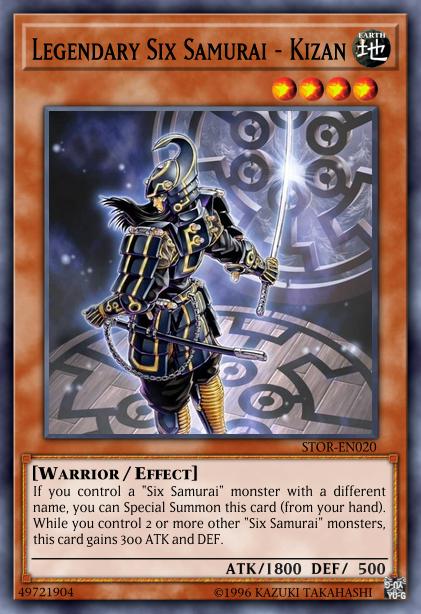 Legendary Six Samurai - Kizan
EARTH
地
STOR-EN020
[Warrior / Effect]
If you control a "Six Samurai" monster with a different
name, you can Special Summon this card (from your hand).
While you control 2 or more other "Six Samurai" monsters,
this card gains 300 ATK and DEF.
ATK/1800 DEF/ 500
49721904
©1996 KAZUKI TAKAHASHI